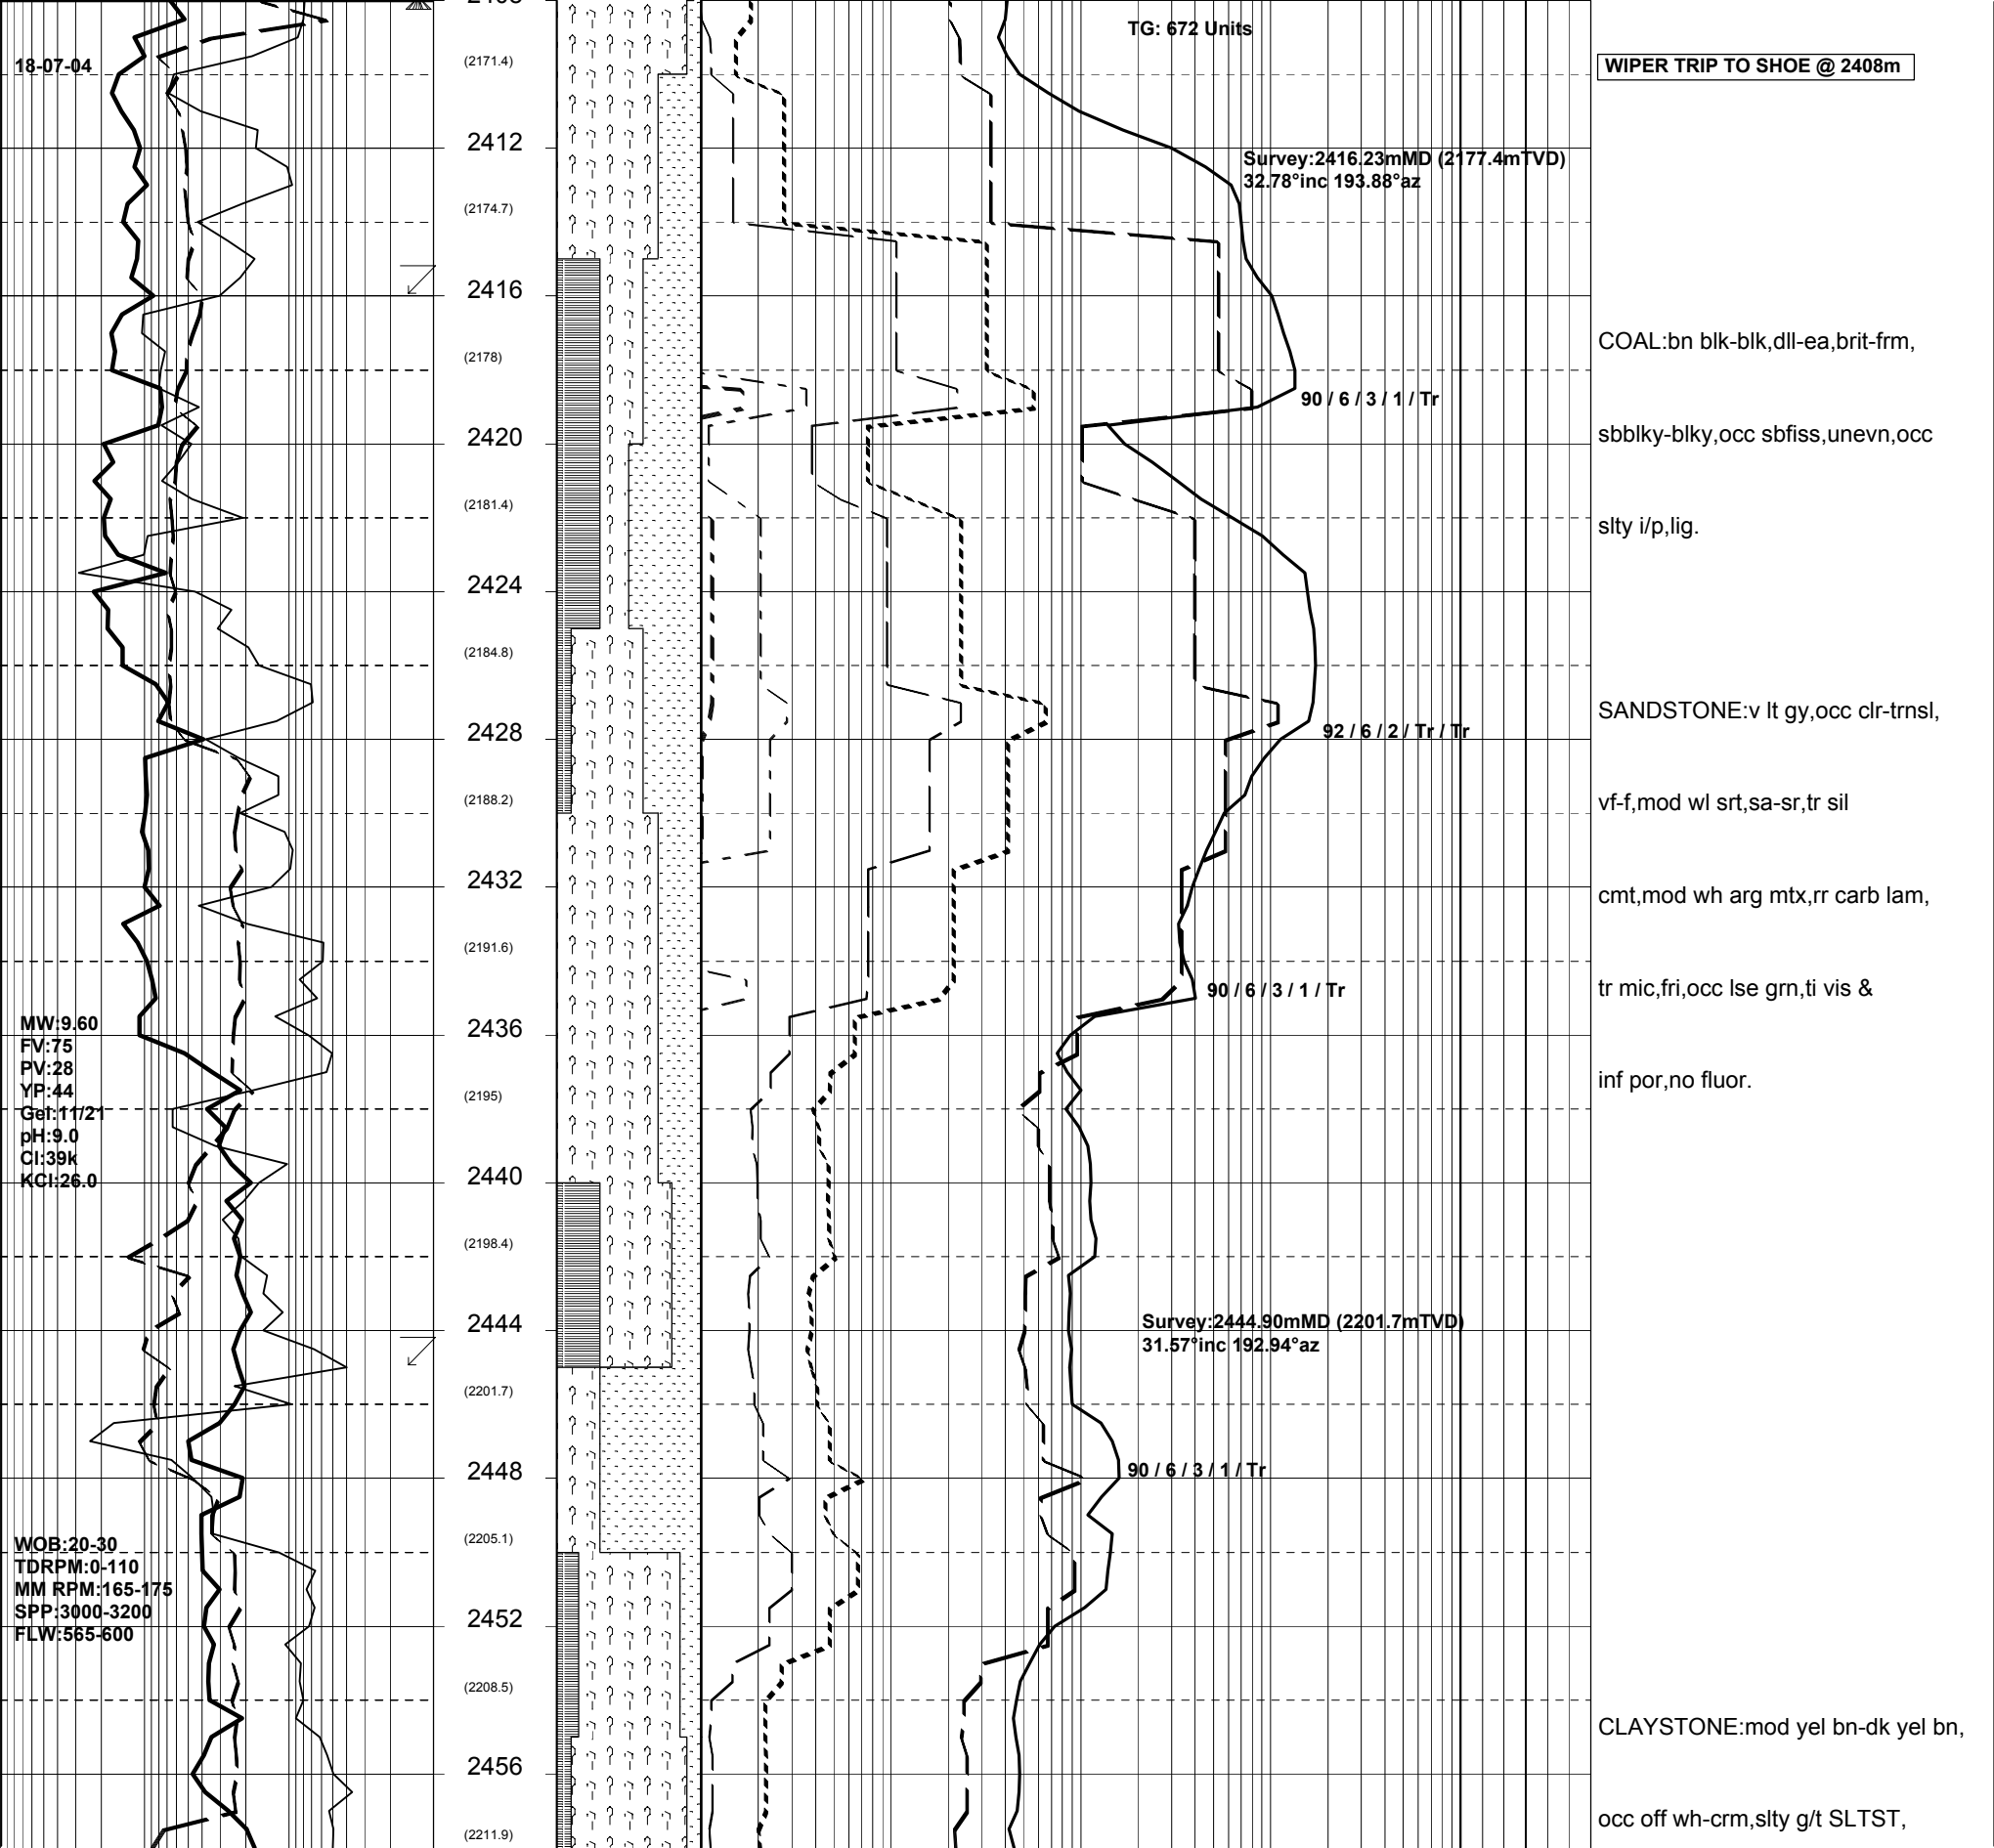 TG: 672 Units
18-07-04
(2171.4)
WIPER TRIP TO SHOE @ 2408m
2412
Survey:2416.23mMD (2177.4mTVD)
32.78°inc 193.88°az
(2174.7)
2416
COAL:bn blk-blk,dll-ea,brit-frm,
(2178)
90 / 6 / 3 / 1 / Tr
2420
sbblky-blky,occ sbfiss,unevn,occ
(2181.4)
slty i/p,lig.
2424
(2184.8)
SANDSTONE:v lt gy,occ clr-trnsl,
2428
92 / 6 / 2 / Tr / Tr
(2188.2)
vf-f,mod wl srt,sa-sr,tr sil
2432
cmt,mod wh arg mtx,rr carb lam,
(2191.6)
90 / 6 / 3 / 1 / Tr
tr mic,fri,occ lse grn,ti vis &
2436
MW:9.60
FV:75
PV:28
YP:44
Gel:11/21
pH:9.0
Cl:39k
KCl:26.0
inf por,no fluor.
(2195)
2440
(2198.4)
2444
Survey:2444.90mMD (2201.7mTVD)
31.57°inc 192.94°az
(2201.7)
2448
90 / 6 / 3 / 1 / Tr
(2205.1)
WOB:20-30
TDRPM:0-110
MM RPM:165-175
SPP:3000-3200
FLW:565-600
2452
(2208.5)
CLAYSTONE:mod yel bn-dk yel bn,
2456
occ off wh-crm,slty g/t SLTST,
(2211.9)